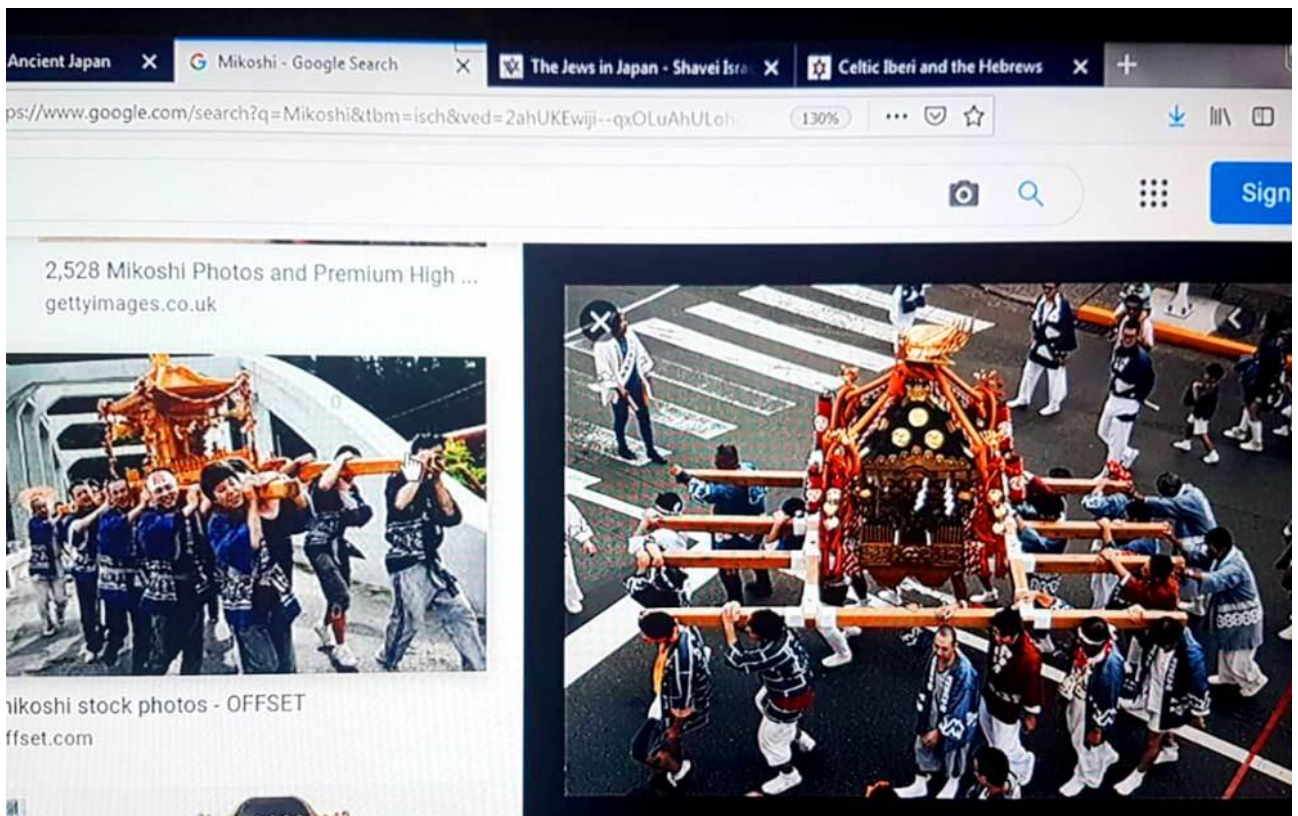 Ancient Japan
Mikoshi - Google Search
The Jews in Japan - Shavei Isra
Celtic Iberi and the Hebrews
ps://www.google.com/search?q=Mikoshi&tbm=isch&ved=2ahUKEwiji--qxOLuAhULoh
130%
Sign
2,528 Mikoshi Photos and Premium High ...
gettyimages.co.uk
mikoshi stock photos - OFFSET
ffset.com